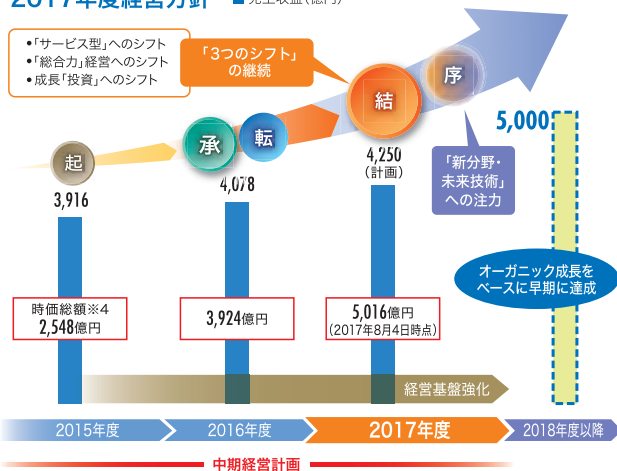 2017年度経営方針
■売上収益(億円)
•「サービス型」へのシフト
•「総合力」経営へのシフト
•成長「投資」へのシフト
「3つのシフト」
の継続
起
承
転
結
序
3,916
4,078
4,250
(計画)
5,000
「新分野・
未来技術」
への注力
オーガニック成長を
ベースに早期に達成
時価総額※4
2,548億円
3,924億円
5,016億円
(2017年8月4日時点)
経営基盤強化
2015年度
2016年度
2017年度
2018年度以降
中期経営計画